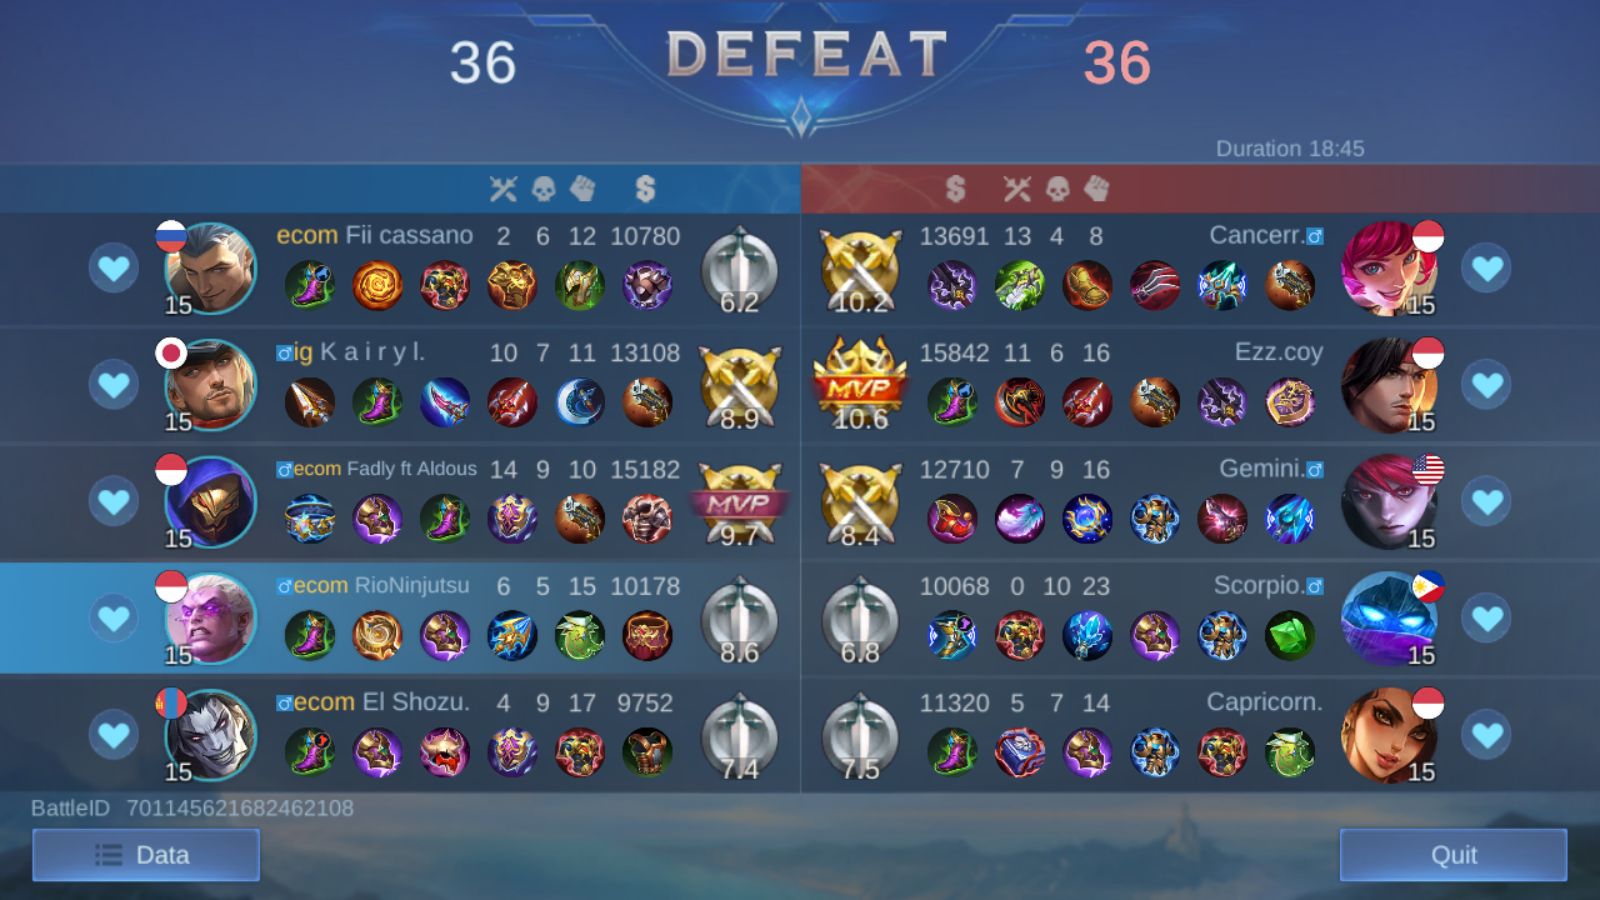 36 DEFEAT 36
Duration 18:45
ecom Fii cassano 2 6 12 10780
15 6.2
13691 13 4 8 Cancerr.
10.2 15
ig K a i r y l. 10 7 11 13108
15 8.9
15842 11 6 16 Ezz.coy
MVP
10.6 15
ecom Fadly ft Aldous 14 9 10 15182
MVP
15 9.7
12710 7 9 16 Gemini.
8.4 15
ecom RioNinjutsu 6 5 15 10178
15 8.6
10068 0 10 23 Scorpio.
6.8 15
ecom El Shozu. 4 9 17 9752
15 7.4
11320 5 7 14 Capricorn.
7.5 15
BattleID 701145621682462108
Data
Quit